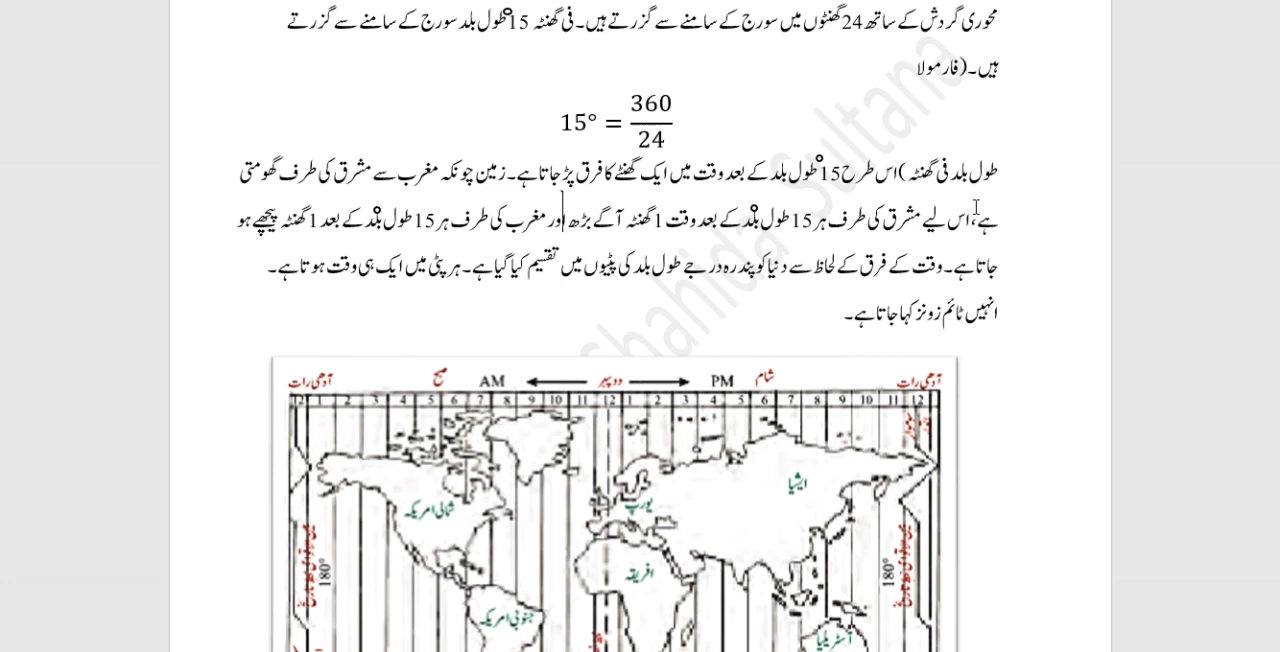 محوری گردش کے ساتھ 24 گھنٹوں میں سورج کے سامنے سے گزرتے ہیں۔ فی گھنٹہ 15° طول بلد سورج کے سامنے سے گزرتے
ہیں۔ (فارمولا
15° = 360/24
طول بلد فی گھنٹہ) اس طرح 15° طول بلد کے بعد وقت میں ایک گھنٹے کا فرق پڑ جاتا ہے۔ زمین چونکہ مغرب سے مشرق کی طرف گھومتی
ہے، اس لیے مشرق کی طرف ہر 15 طول بلد کے بعد وقت 1 گھنٹہ آگے بڑھ اور مغرب کی طرف ہر 15 طول بلد کے بعد 1 گھنٹہ پیچھے ہو
جاتا ہے۔ وقت کے فرق کے لحاظ سے دنیا کو پندرہ درجے طول بلد کی پٹیوں میں تقسیم کیا گیا ہے۔ ہر پٹی میں ایک ہی وقت ہوتا ہے۔
انہیں ٹائم زونز کہا جاتا ہے۔
Shahida Sultana
آدھی رات صبح AM دوپہر PM شام آدھی رات
12 1 2 3 4 5 6 7 8 9 10 11 12 1 2 3 4 5 6 7 8 9 10 11 12
ایشیا
یورپ
شمالی امریکہ
افریقہ
180° 180°
جنوبی امریکہ
آسٹریلیا